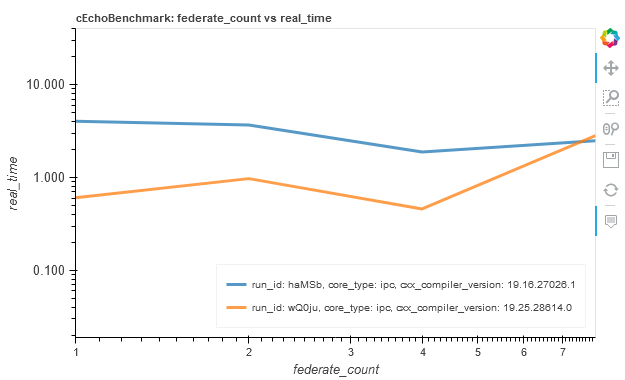 cEchoBenchmark: federate_count vs real_time
10.000
1.000
0.100
real_time
run_id: haMSb, core_type: ipc, cxx_compiler_version: 19.16.27026.1
run_id: wQ0ju, core_type: ipc, cxx_compiler_version: 19.25.28614.0
1 2 3 4 5 6 7
federate_count